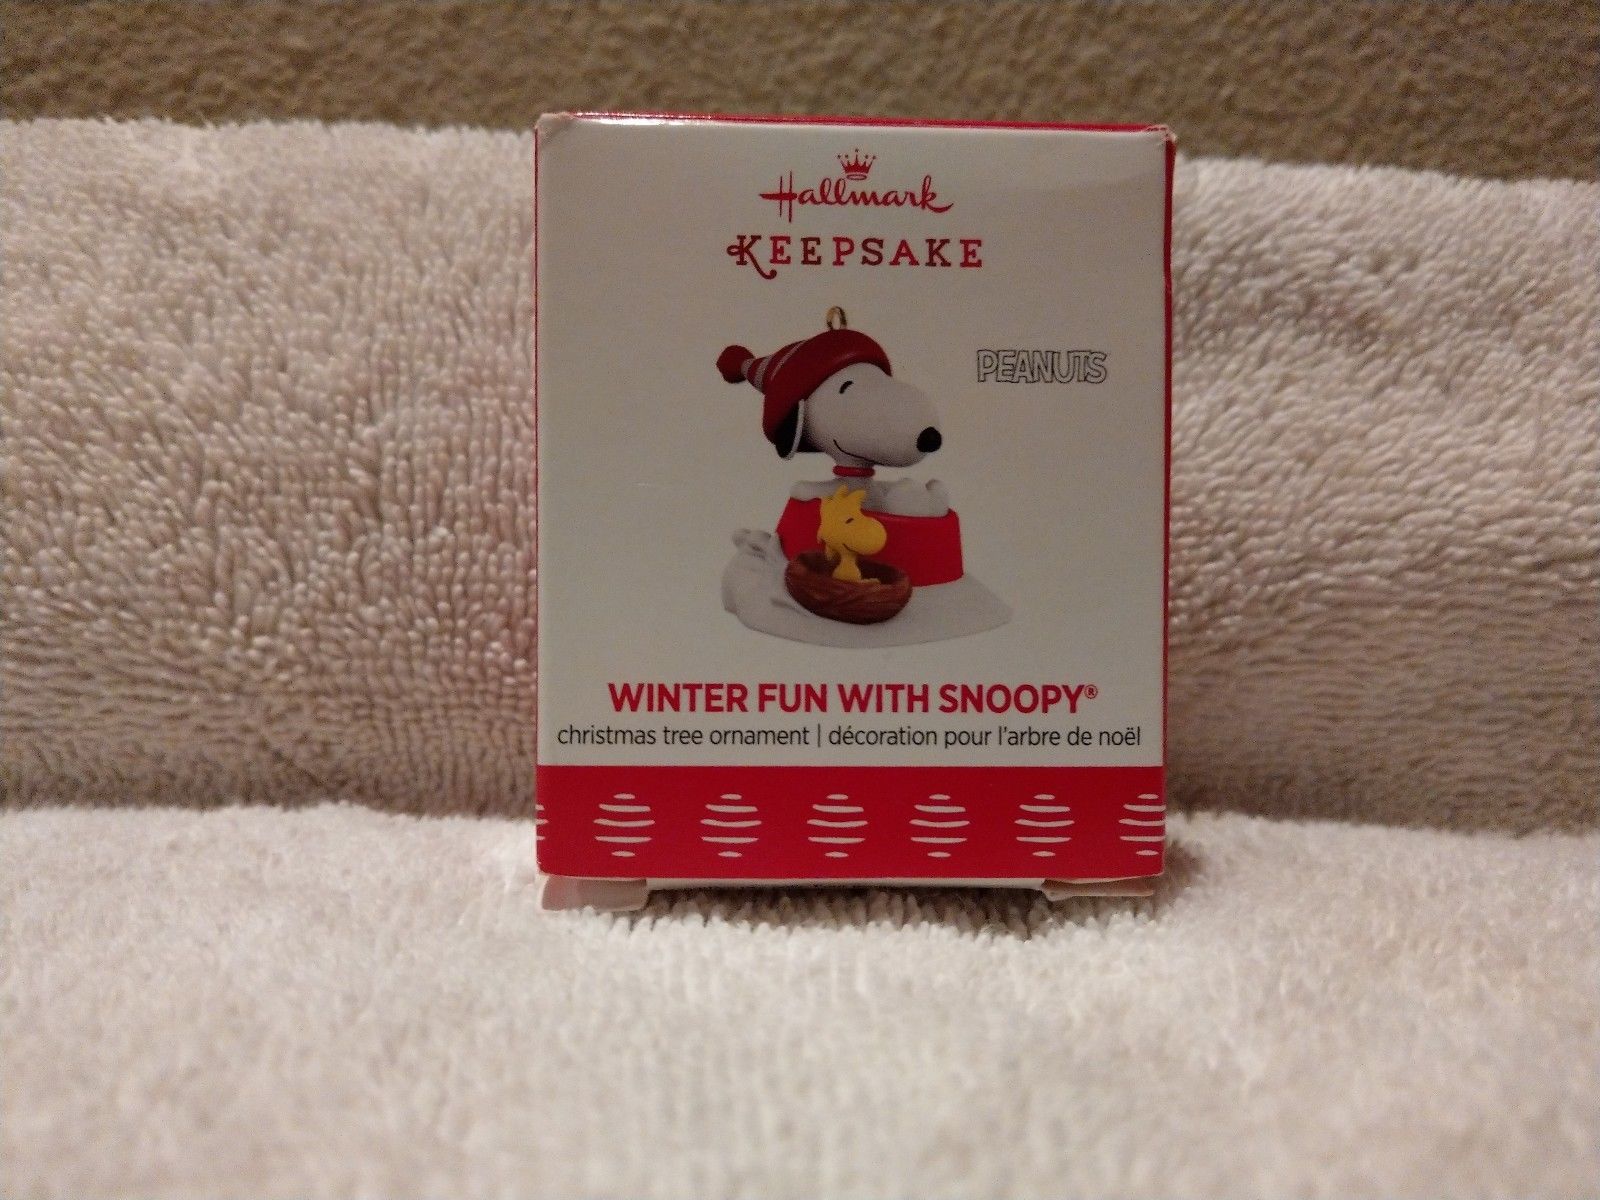 Hallmark
KEEPSAKE
PEANUTS
WINTER FUN WITH SNOOPY®
christmas tree ornament | décoration pour l'arbre de noël